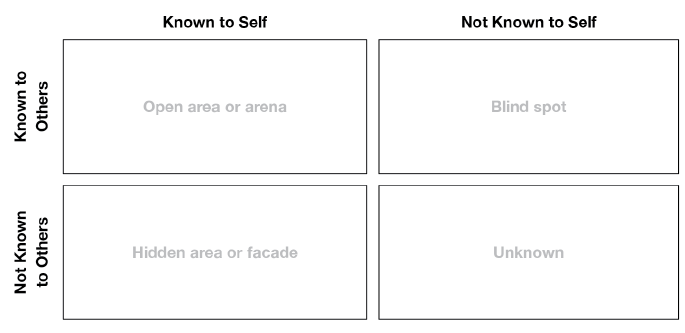 Known to Self
Not Known to Self
Known to
Others
Open area or arena
Blind spot
Not Known
to Others
Hidden area or facade
Unknown